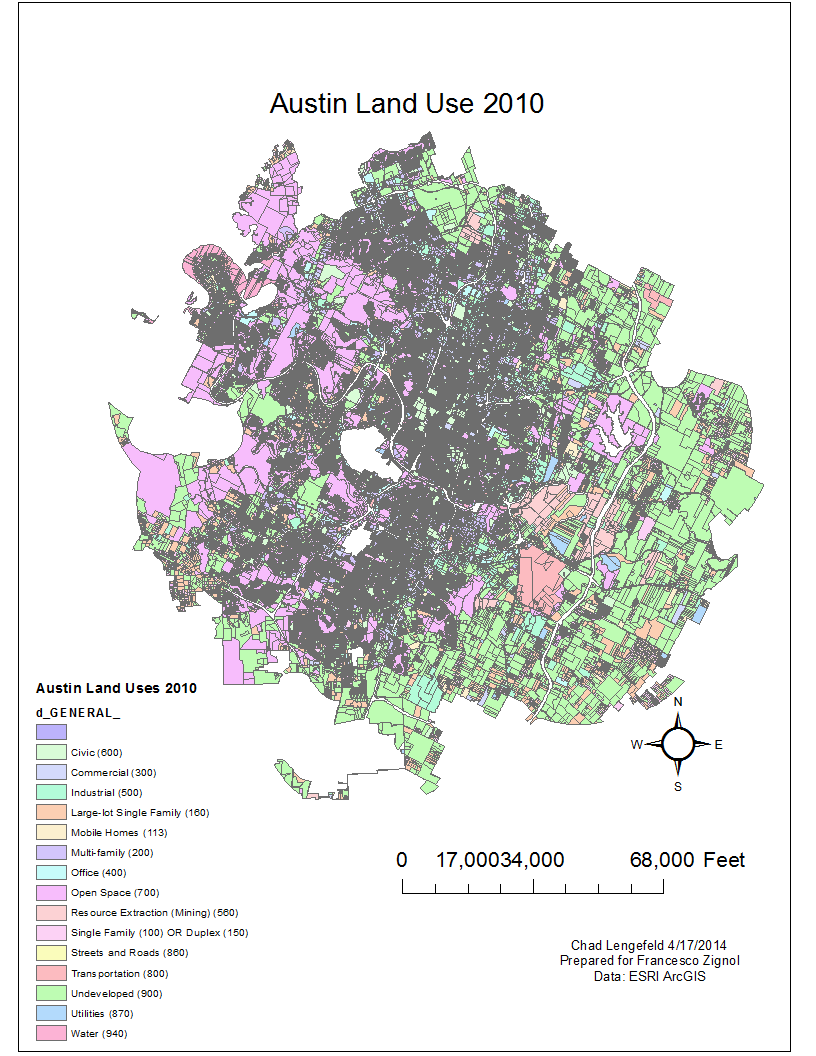 Austin Land Use 2010
Austin Land Uses 2010
d_GENERAL_
Civic (600)
Commercial (300)
Industrial (500)
Large-lot Single Family (160)
Mobile Homes (113)
Multi-family (200)
Office (400)
Open Space (700)
Resource Extraction (Mining) (560)
Single Family (100) OR Duplex (150)
Streets and Roads (860)
Transportation (800)
Undeveloped (900)
Utilities (870)
Water (940)
N
W E
S
0 17,00034,000 68,000 Feet
Chad Lengefeld 4/17/2014
Prepared for Francesco Zignol
Data: ESRI ArcGIS